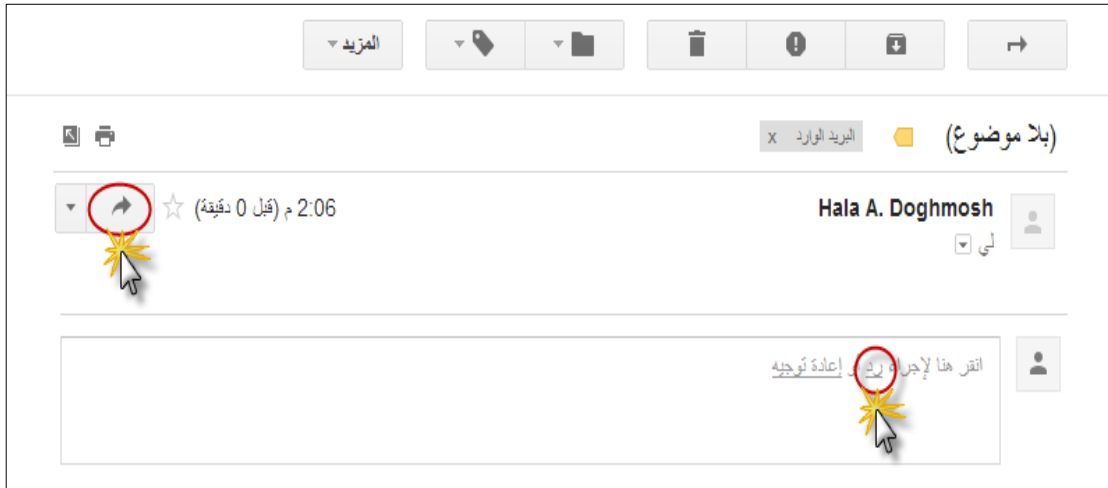 المزيد
(بلا موضوع) البريد الوارد x
Hala A. Doghmosh 2:06 م (قبل 0 دقيقة)
لي
انقر هنا لإجراء رد أو إعادة توجيه